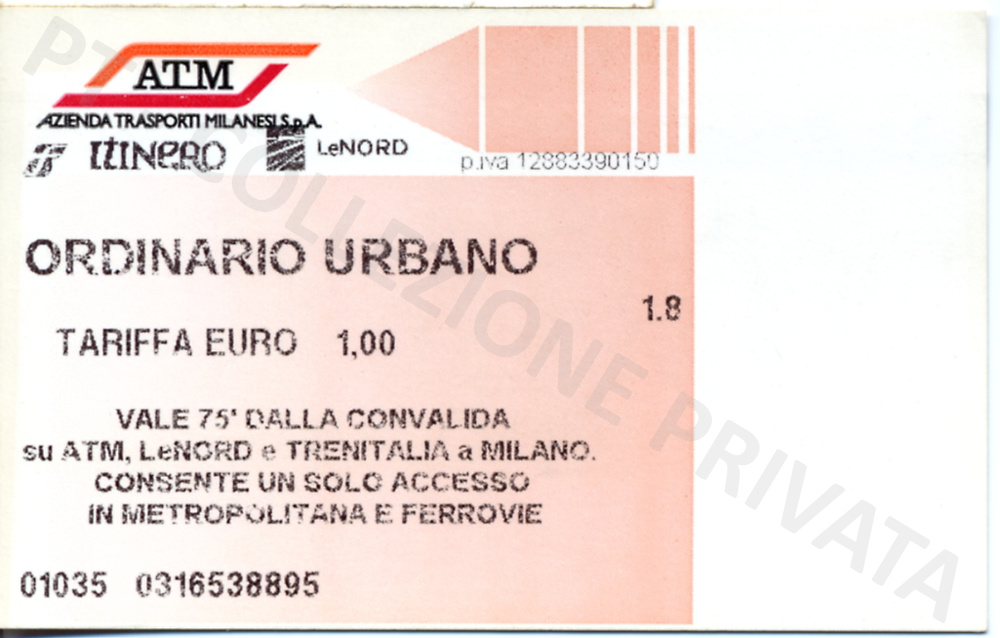 ATM
AZIENDA TRASPORTI MILANESI S.p.A.
ITINERO LeNORD
p.iva 12883390150
ORDINARIO URBANO
1.8
TARIFFA EURO 1,00
VALE 75' DALLA CONVALIDA
su ATM, LeNORD e TRENITALIA a MILANO.
CONSENTE UN SOLO ACCESSO
IN METROPOLITANA E FERROVIE
01035 0316538895
COLLEZIONE PRIVATA